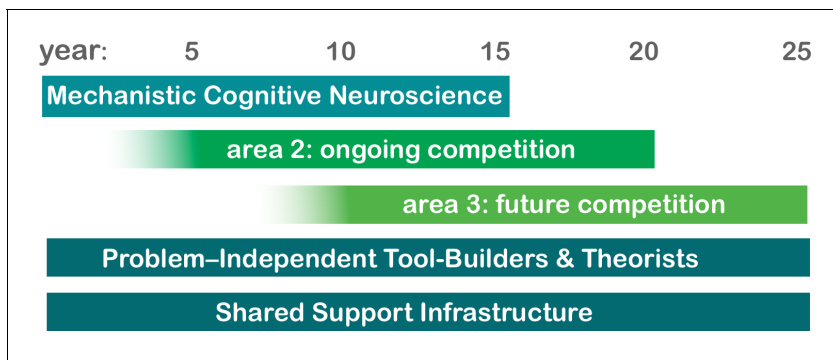 year: 5 10 15 20 25
Mechanistic Cognitive Neuroscience
area 2: ongoing competition
area 3: future competition
Problem–Independent Tool-Builders & Theorists
Shared Support Infrastructure